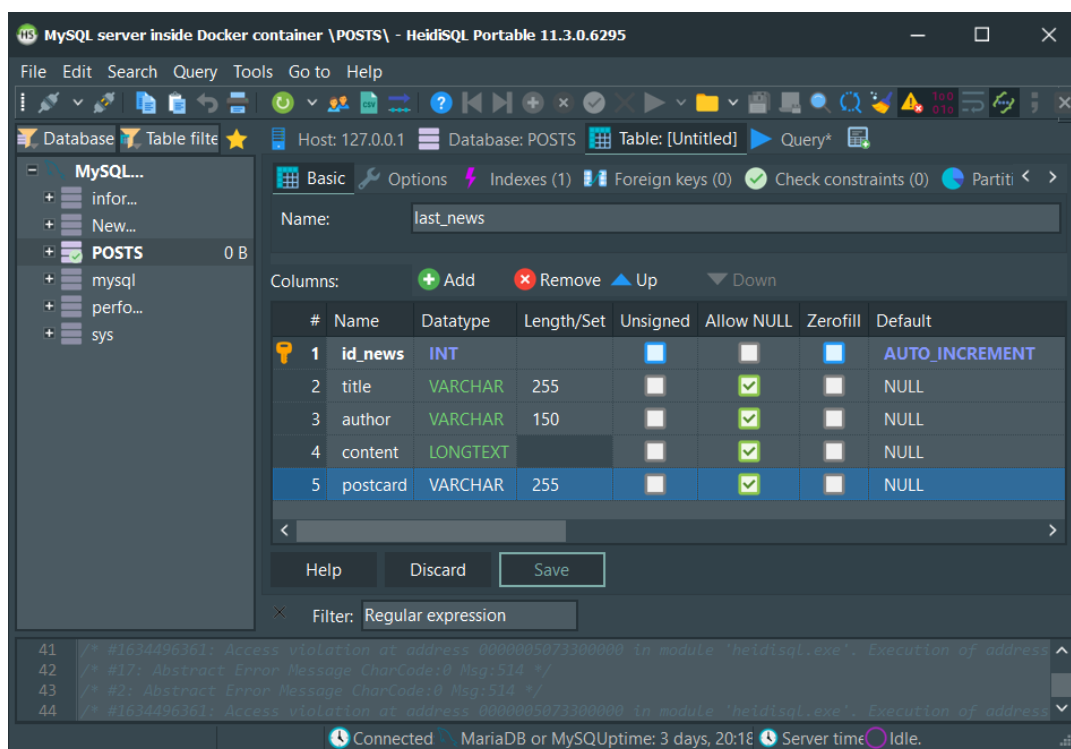 HS MySQL server inside Docker container \POSTS\ - HeidiSQL Portable 11.3.0.6295
File Edit Search Query Tools Go to Help
Database Table filte Host: 127.0.0.1 Database: POSTS Table: [Untitled] Query*
MySQL...
infor...
New...
POSTS 0 B
mysql
perfo...
sys
Basic Options Indexes (1) Foreign keys (0) Check constraints (0) Partiti
Name: last_news
Columns: Add Remove Up Down
# Name Datatype Length/Set Unsigned Allow NULL Zerofill Default
1 id_news INT AUTO_INCREMENT
2 title VARCHAR 255 NULL
3 author VARCHAR 150 NULL
4 content LONGTEXT NULL
5 postcard VARCHAR 255 NULL
Help Discard Save
Filter: Regular expression
41 /* #1634496361: Access violation at address 0000005073300000 in module 'heidisql.exe'. Execution of address
42 /* #17: Abstract Error Message CharCode:0 Msg:514 */
43 /* #2: Abstract Error Message CharCode:0 Msg:514 */
44 /* #1634496361: Access violation at address 0000005073300000 in module 'heidisql.exe'. Execution of address
Connected MariaDB or MySQL Uptime: 3 days, 20:18 Server time Idle.